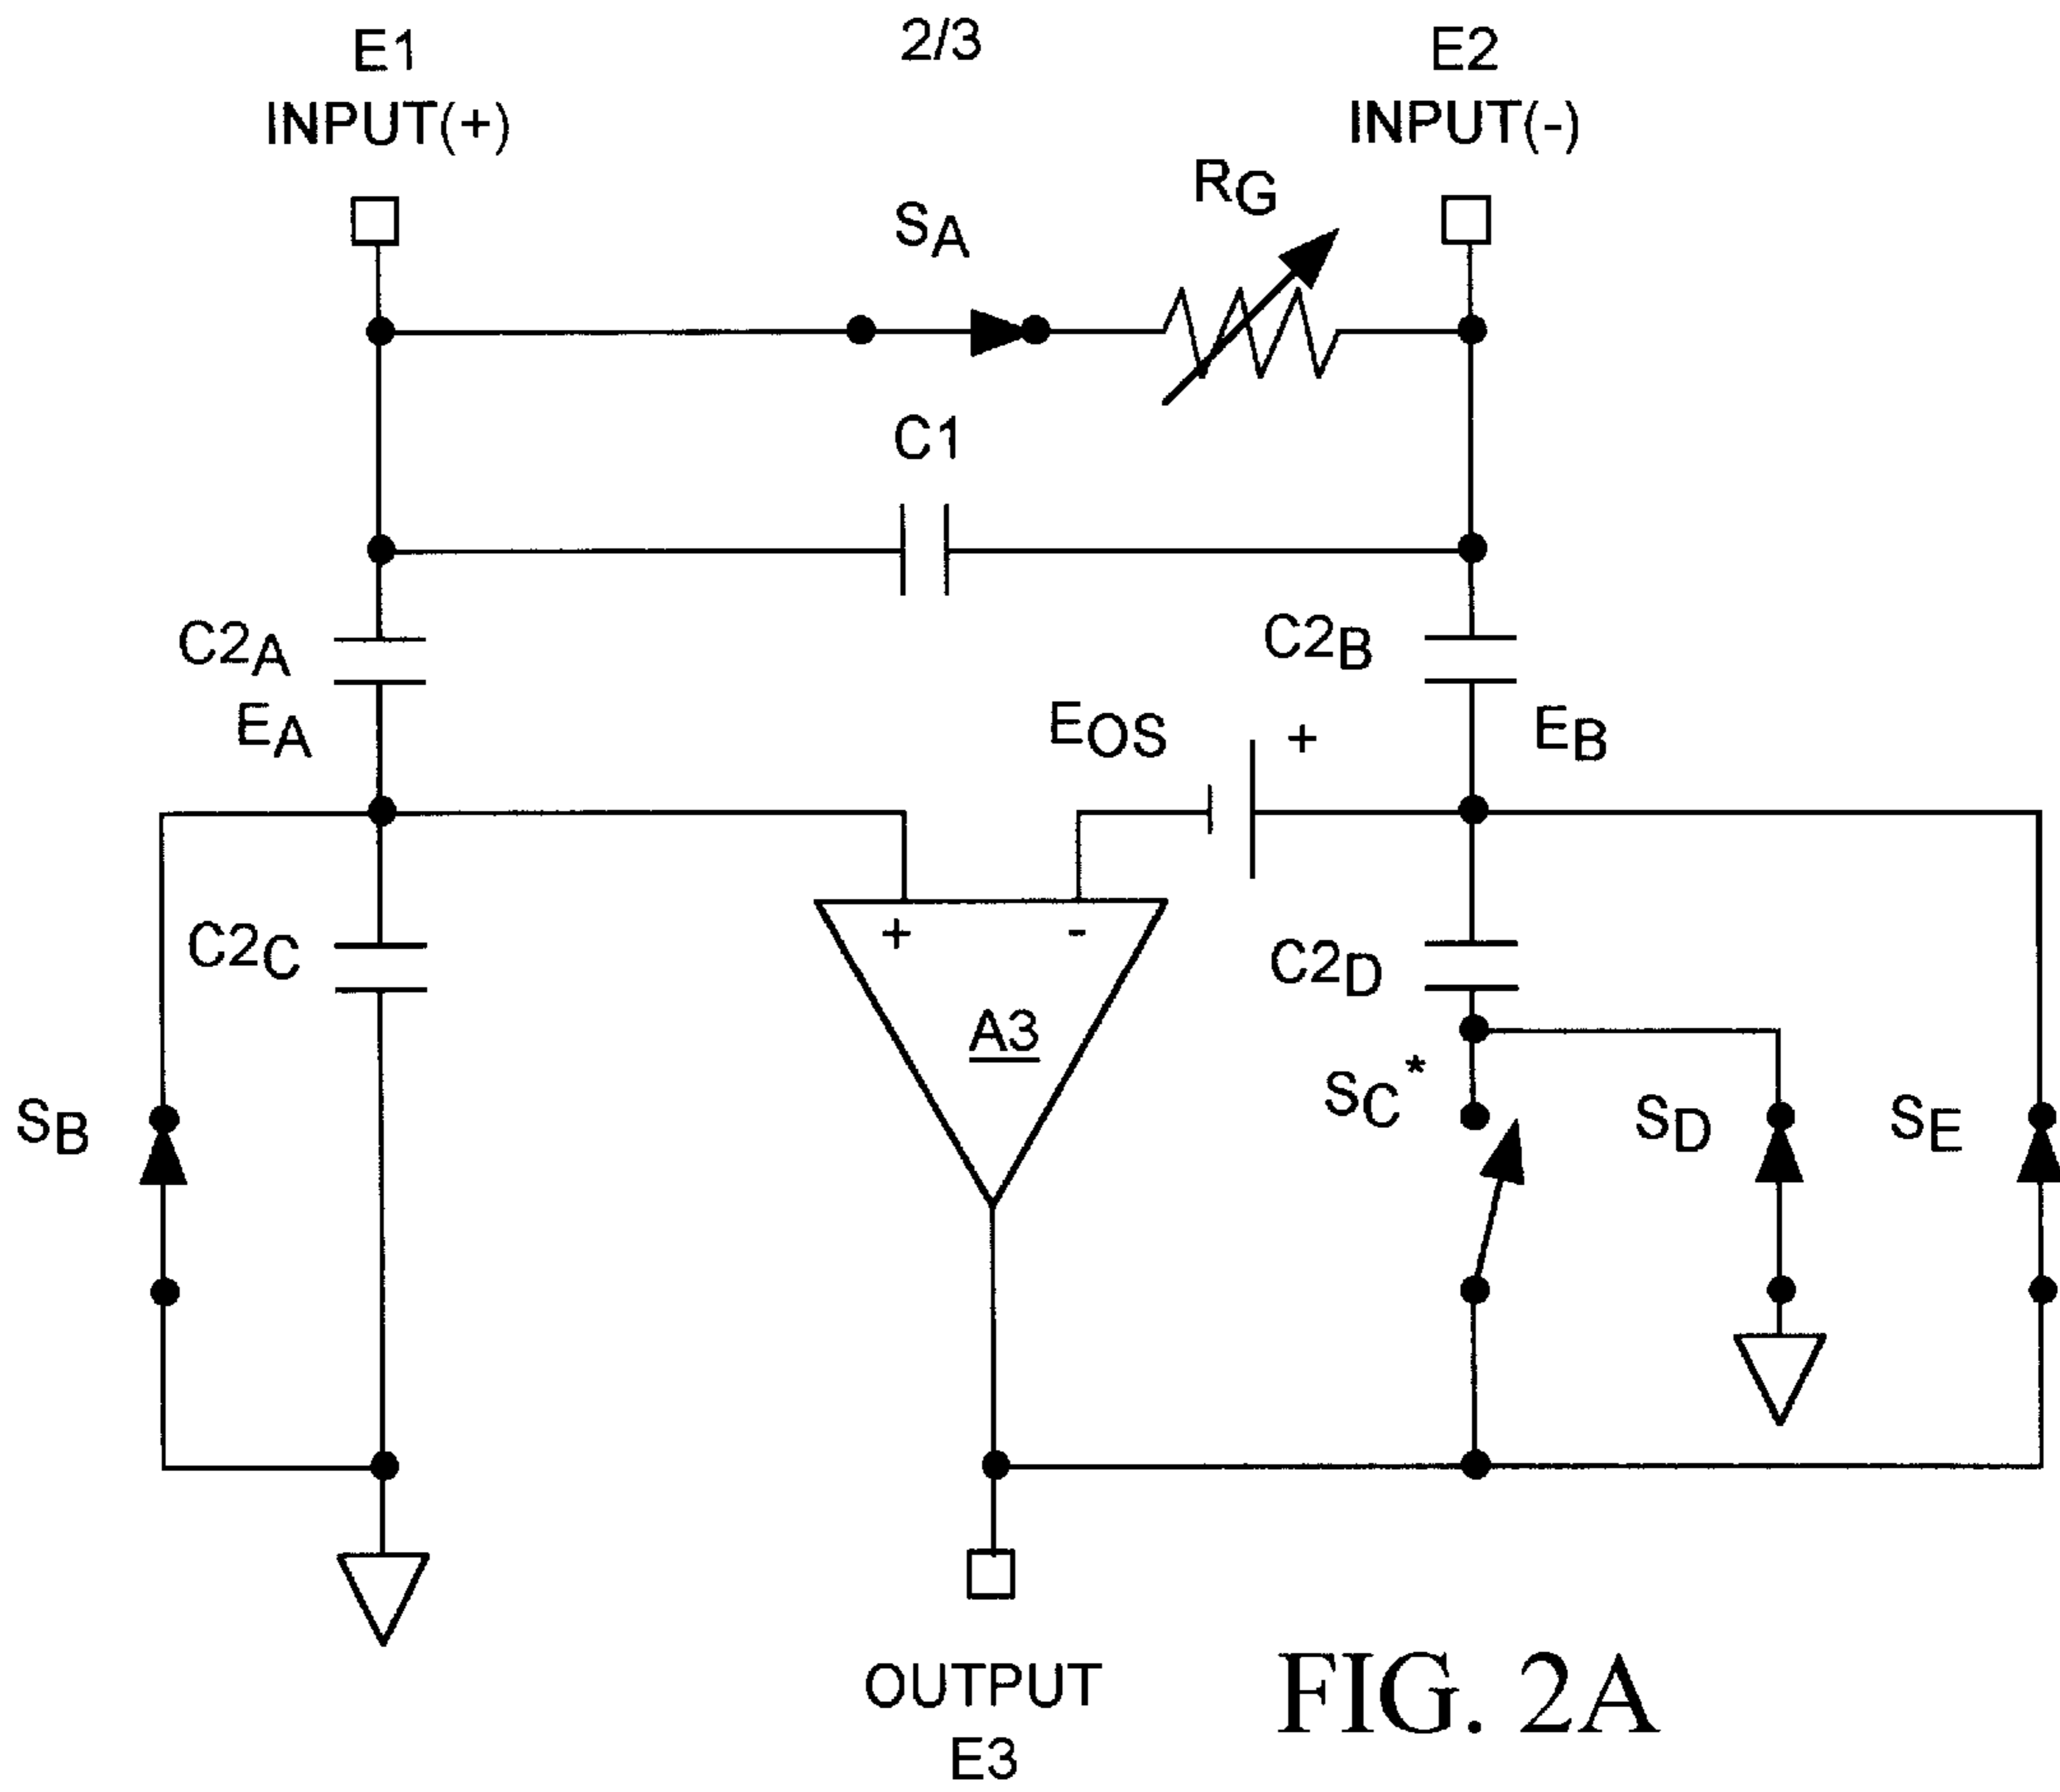 2/3
E1
INPUT(+)
E2
INPUT(-)
SA
RG
C1
C2A
EA
C2B
EB
EOS
+
+
-
C2C
A3
C2D
SB
SC*
SD
SE
OUTPUT
E3
FIG. 2A